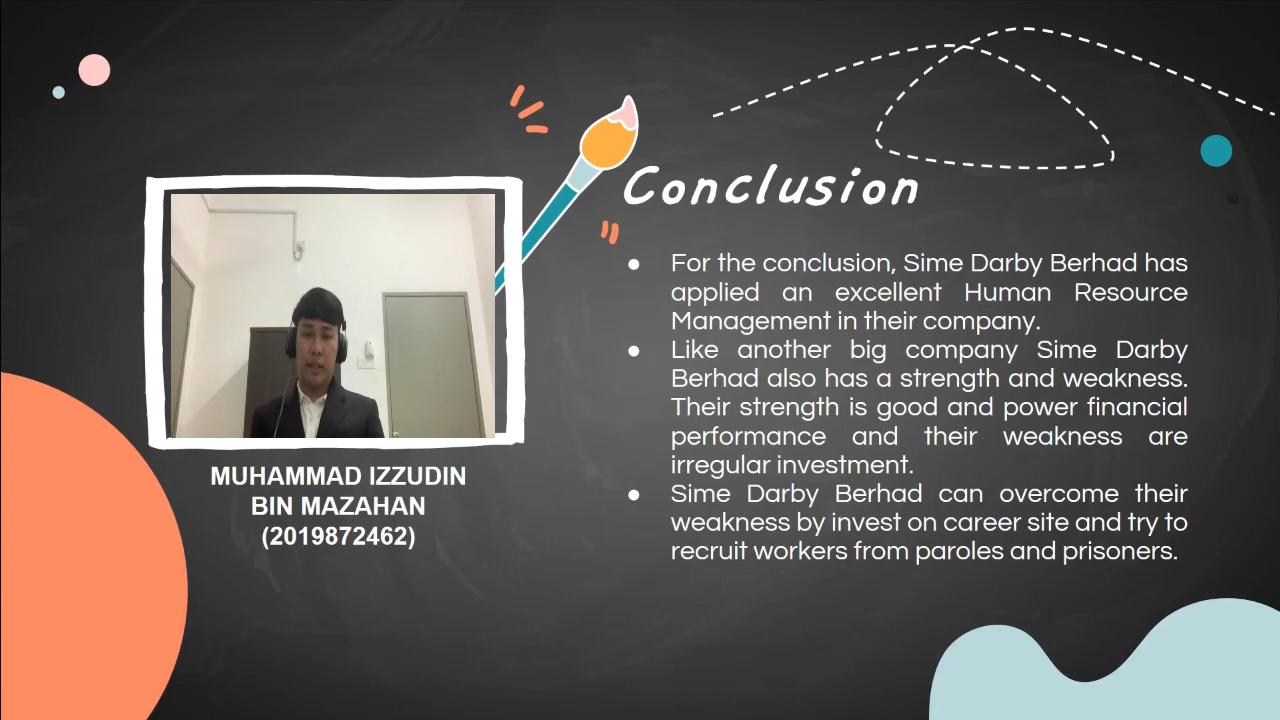 Conclusion
For the conclusion, Sime Darby Berhad has
applied an excellent Human Resource
Management in their company.
Like another big company Sime Darby
Berhad also has a strength and weakness.
Their strength is good and power financial
performance and their weakness are
irregular investment.
Sime Darby Berhad can overcome their
weakness by invest on career site and try to
recruit workers from paroles and prisoners.
MUHAMMAD IZZUDIN
BIN MAZAHAN
(2019872462)